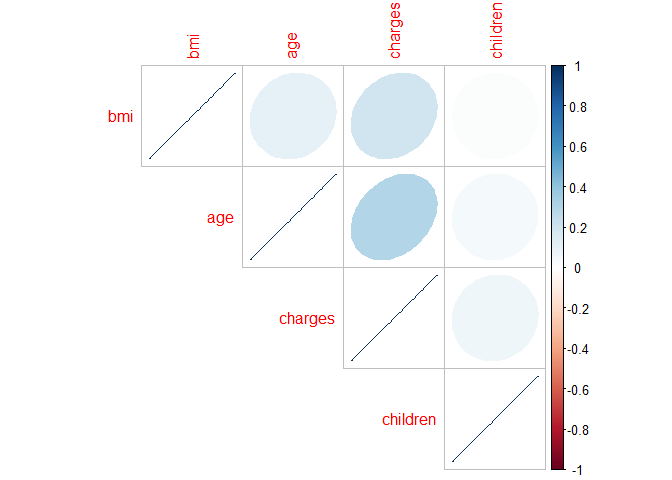 bmi
age
charges
children
bmi
age
charges
children
1
0.8
0.6
0.4
0.2
0
-0.2
-0.4
-0.6
-0.8
-1